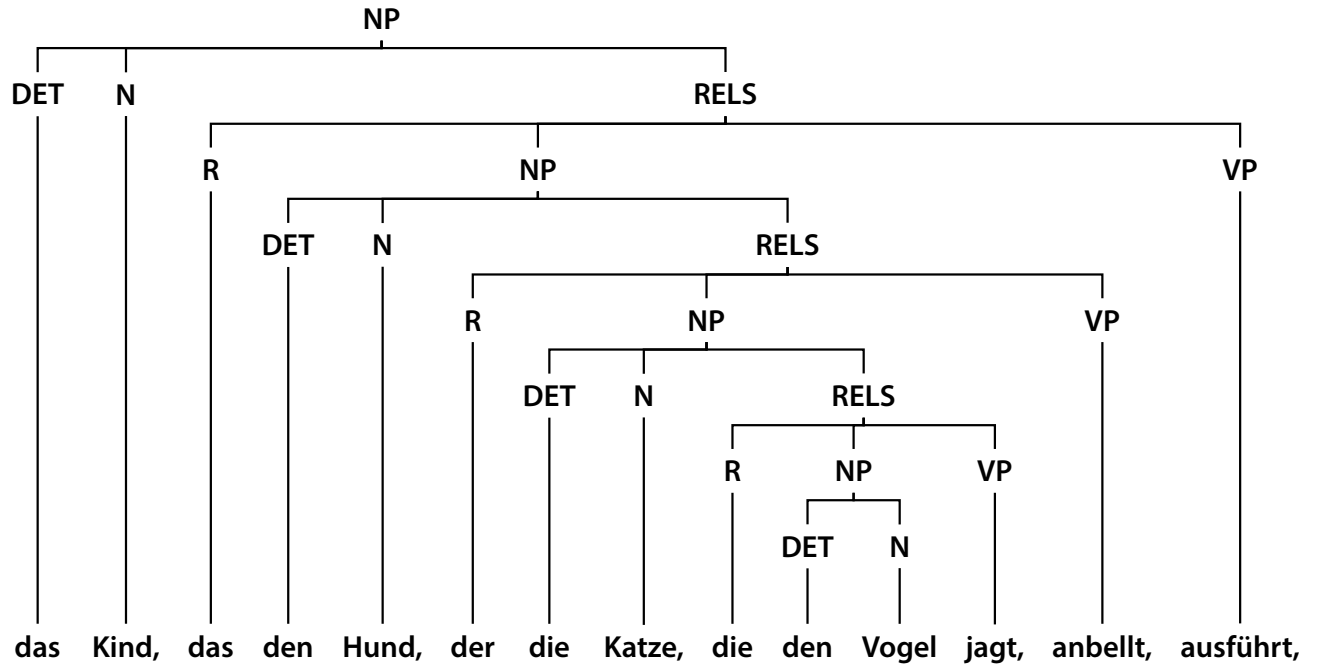 NP
DET N RELS
R NP VP
DET N RELS
R NP VP
DET N RELS
R NP VP
DET N
das Kind, das den Hund, der die Katze, die den Vogel jagt, anbellt, ausführt,